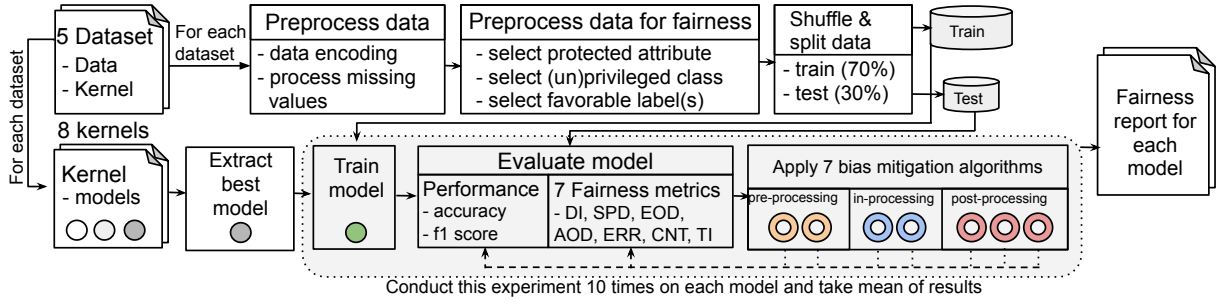 For each dataset
5 Dataset
- Data
- Kernel
For each
dataset
Preprocess data
- data encoding
- process missing
values
Preprocess data for fairness
- select protected attribute
- select (un)privileged class
- select favorable label(s)
Shuffle &
split data
- train (70%)
- test (30%)
Train
Test
8 kernels
Kernel
- models
Extract
best
model
Train
model
Evaluate model
Performance
- accuracy
- f1 score
7 Fairness metrics
- DI, SPD, EOD,
AOD, ERR, CNT, TI
Apply 7 bias mitigation algorithms
pre-processing
in-processing
post-processing
Fairness
report for
each
model
Conduct this experiment 10 times on each model and take mean of results